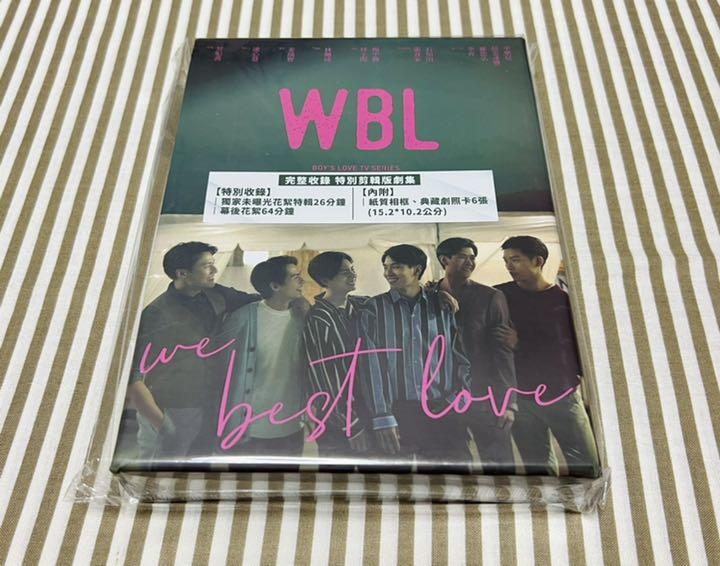 WBL
BOY'S LOVE TV SERIES
完整收錄 特別剪輯版劇集
【特別收錄】
｜獨家未曝光花絮特輯26分鐘
｜幕後花絮64分鐘
【內附】
｜紙質相框、典藏劇照卡6張
(15.2*10.2公分)
we
best love